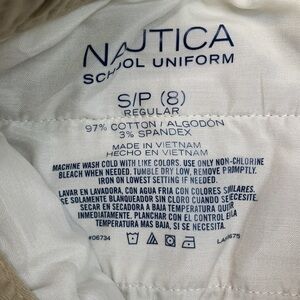 NAUTICA
SCHOOL UNIFORM
S/P (8)
REGULAR
97% COTTON / ALGODÓN
3% SPANDEX
MADE IN VIETNAM
HECHO EN VIETNAM
MACHINE WASH COLD WITH LIKE COLORS. USE ONLY NON-CHLORINE
BLEACH WHEN NEEDED. TUMBLE DRY LOW, REMOVE PROMPTLY.
IRON ON LOWEST SETTING IF NEEDED.
LAVAR EN LAVADORA, CON AGUA FRIA CON COLORES SIMILARES.
USE SOLAMENTE BLANQUEADOR SIN CLORO CUANDO SE NECESITE.
SECAR EN SECADORA A BAJA TEMPERATURA QUITAR
INMEDIATAMENTE. PLANCHAR CON EL CONTROL EN LA
TEMPERATURA MAS BAJA, SI SE NECESITA.
#06734